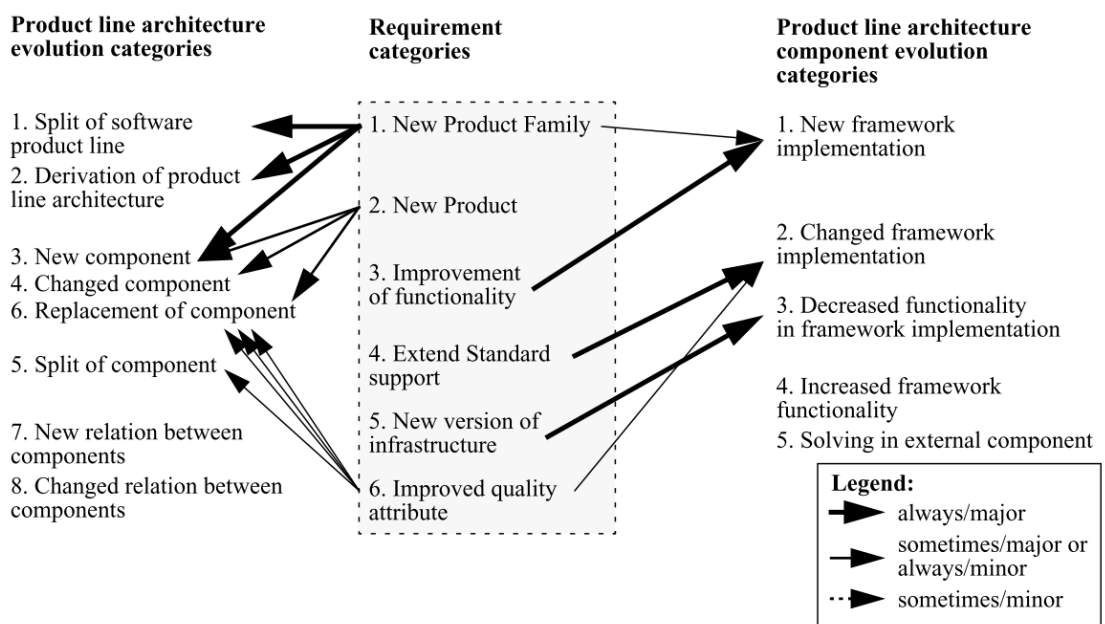 Product line architecture
evolution categories
1. Split of software
product line
2. Derivation of product
line architecture
3. New component
4. Changed component
6. Replacement of component
5. Split of component
7. New relation between
components
8. Changed relation between
components
Requirement
categories
1. New Product Family
2. New Product
3. Improvement
of functionality
4. Extend Standard
support
5. New version of
infrastructure
6. Improved quality
attribute
Product line architecture
component evolution
categories
1. New framework
implementation
2. Changed framework
implementation
3. Decreased functionality
in framework implementation
4. Increased framework
functionality
5. Solving in external component
Legend:
always/major
sometimes/major or
always/minor
sometimes/minor